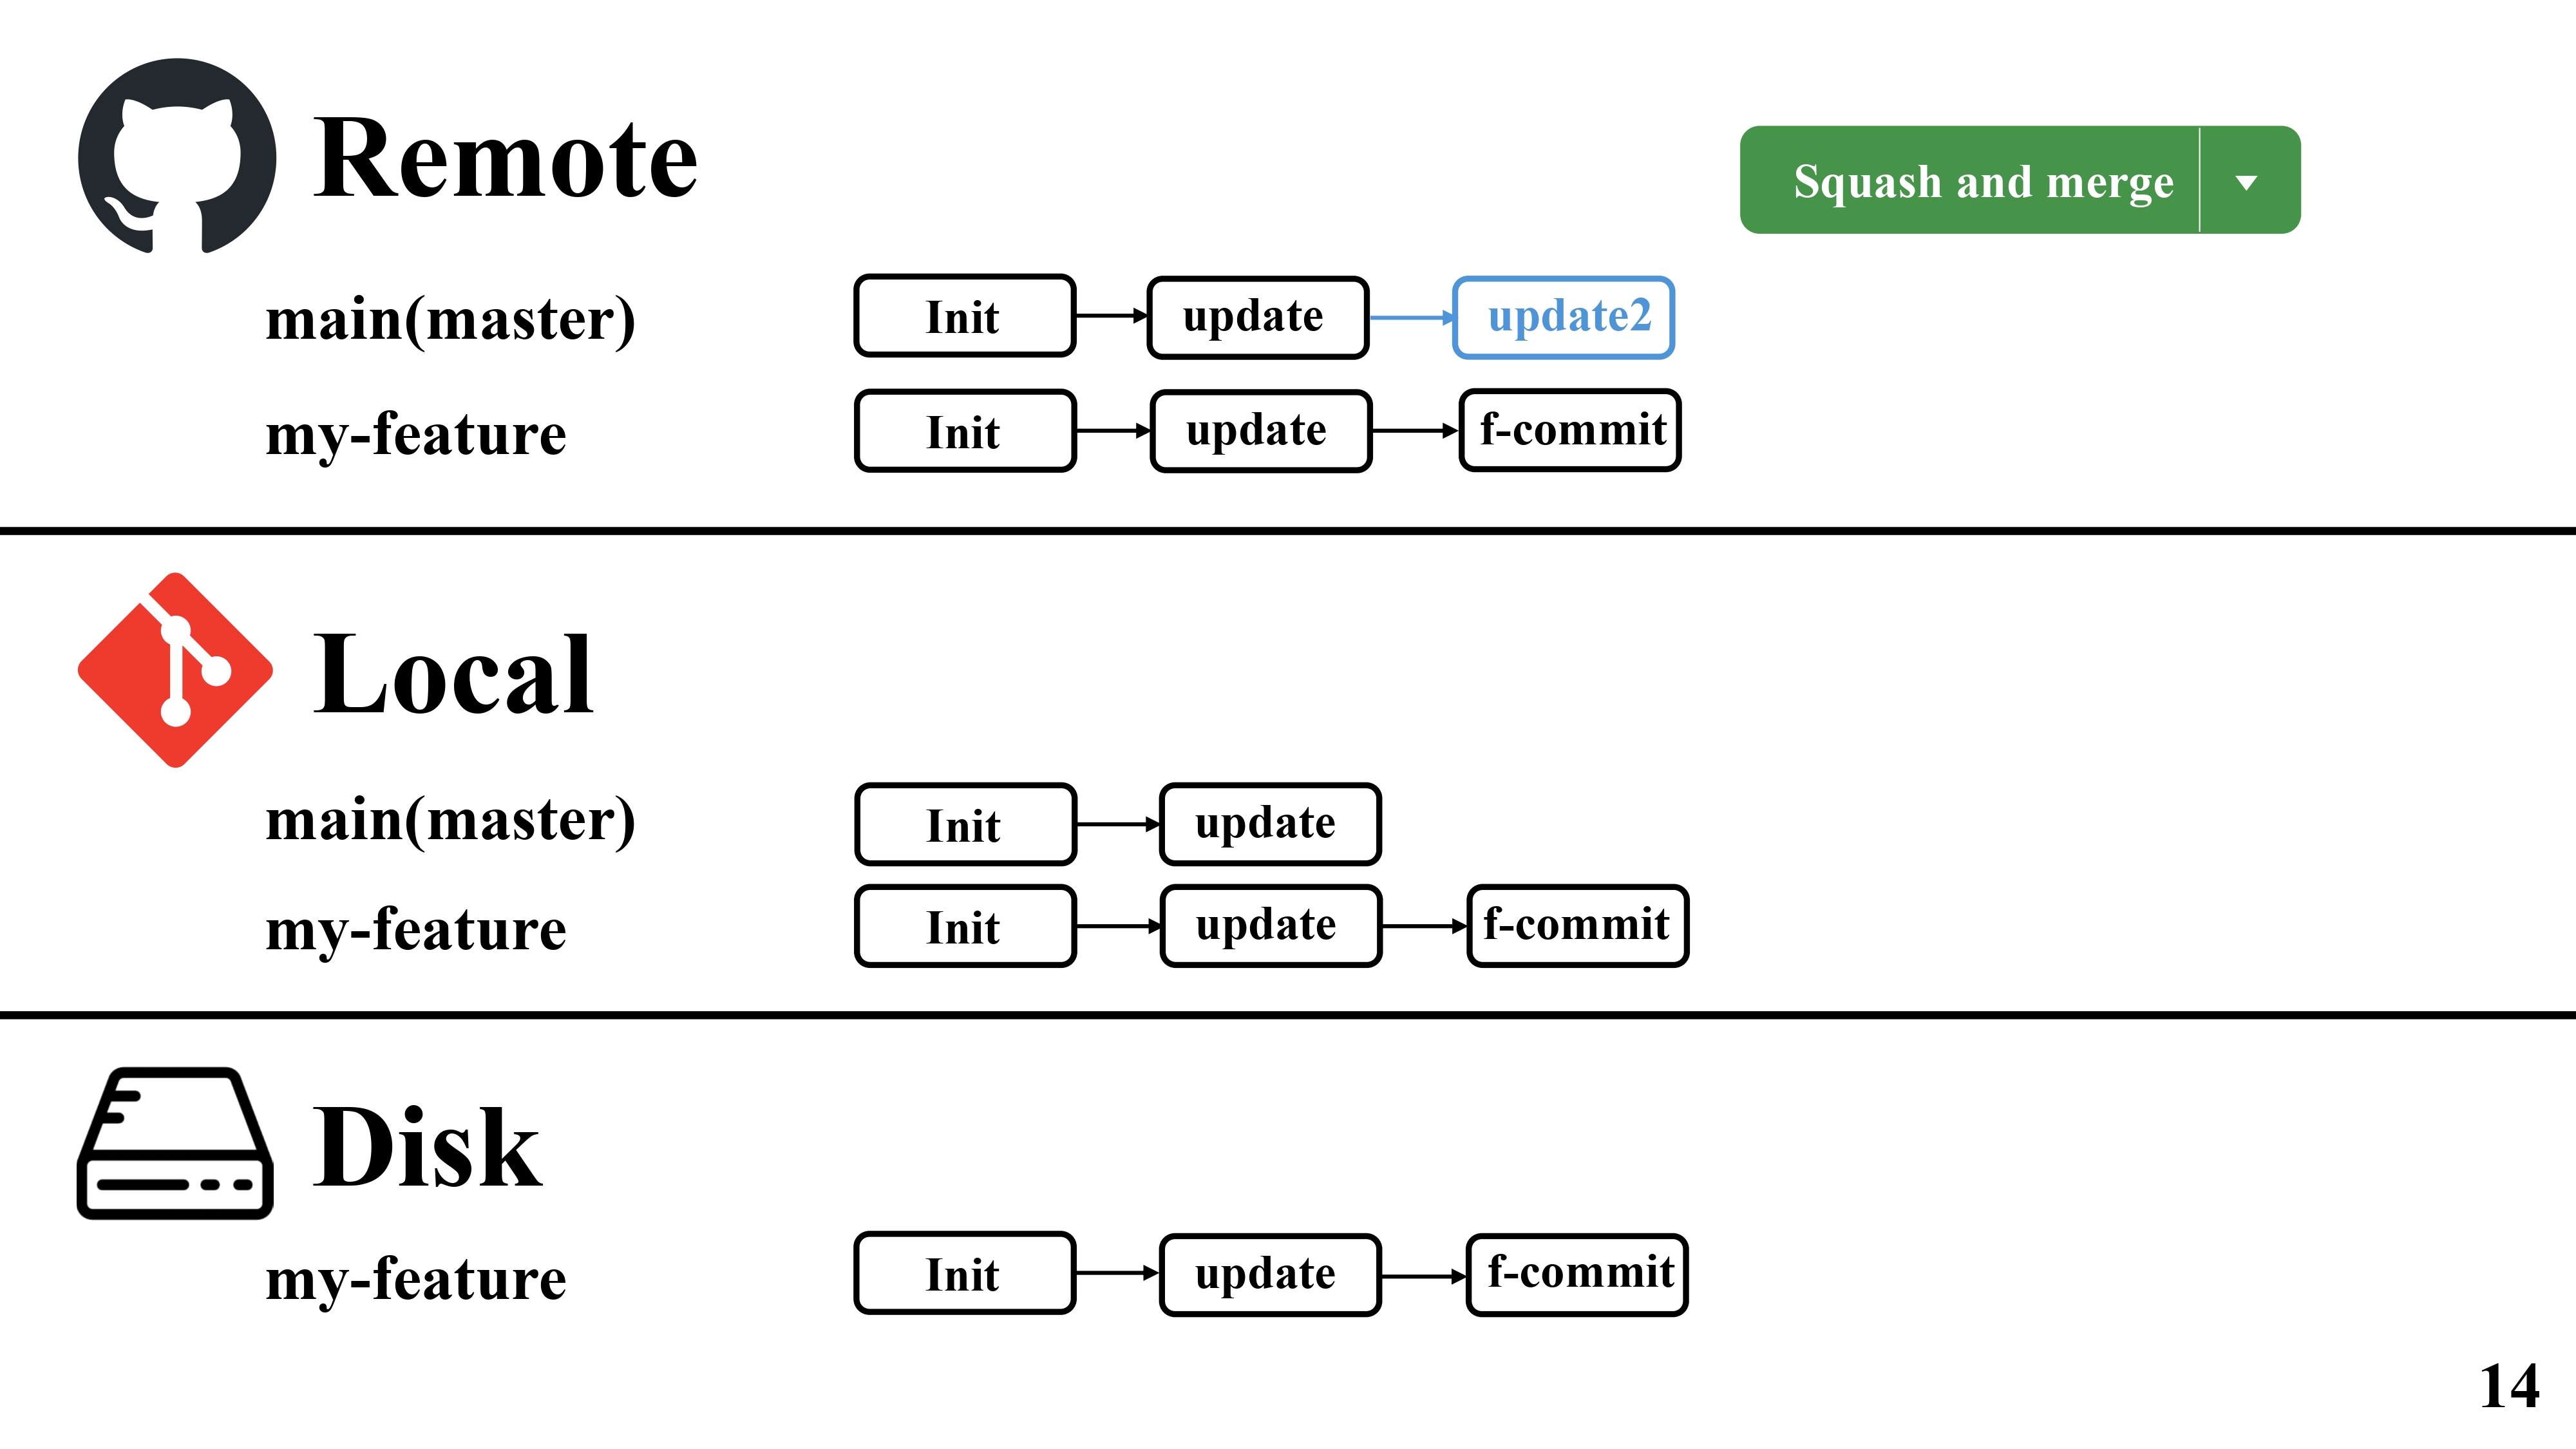 Remote
Squash and merge
main(master)
Init
update
update2
my-feature
Init
update
f-commit
Local
main(master)
Init
update
my-feature
Init
update
f-commit
Disk
my-feature
Init
update
f-commit
14